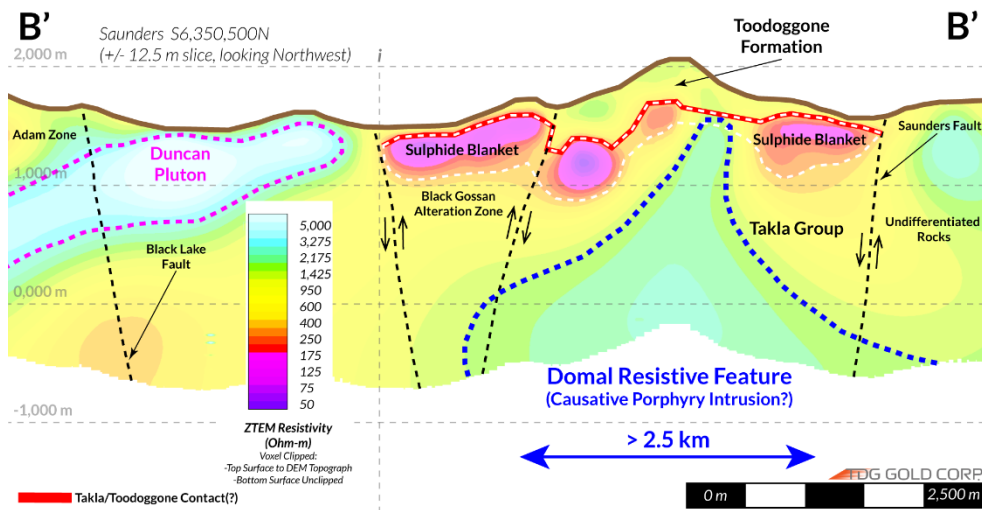 B’
B’
Saunders S6,350,500N
(+/- 12.5 m slice, looking Northwest)
i
Toodoggone
Formation
2,000 m
Adam Zone
Duncan
Pluton
Sulphide Blanket
Sulphide Blanket
Saunders Fault
1,000 m
Black Gossan
Alteration Zone
Takla Group
Undifferentiated
Rocks
Black Lake
Fault
0,000 m
-1,000 m
5,000
3,275
2.175
1,425
950
600
400
250
175
125
75
50
ZTEM Resistivity
(Ohm-m)
Voxel Clipped:
-Top Surface to DEM Topograph
-Bottom Surface Unclipped
Domal Resistive Feature
(Causative Porphyry Intrusion?)
> 2.5 km
TDG GOLD CORP.
Takla/Toodoggone Contact(?)
0 m
2,500 m